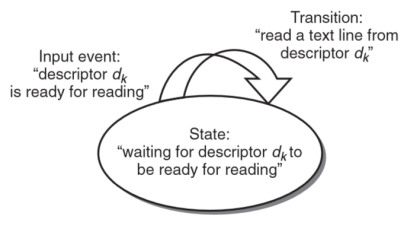 Input event:
“descriptor dk
is ready for reading”
Transition:
“read a text line from
descriptor dk”
State:
“waiting for descriptor dk to
be ready for reading”